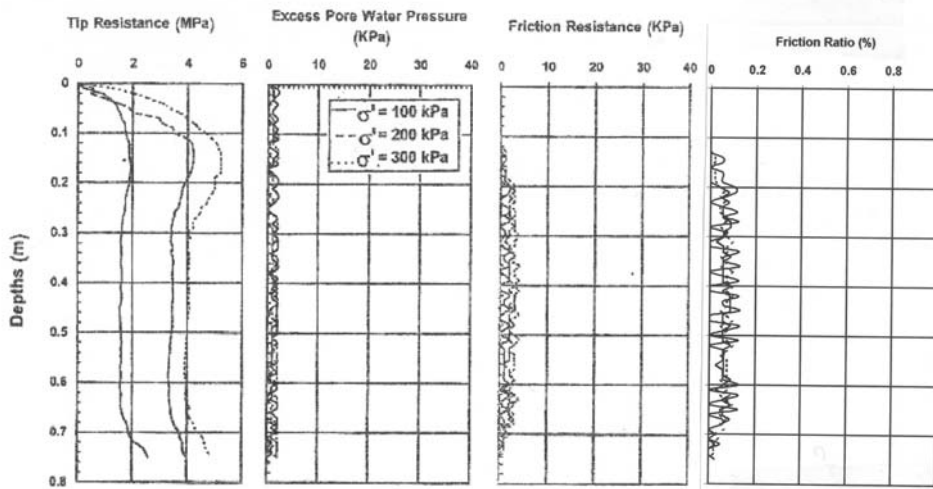 Tip Resistance (MPa)
0 2 4 6
Excess Pore Water Pressure
(KPa)
0 10 20 30 40
Friction Resistance (KPa)
0 10 20 30 40
Friction Ratio (%)
0 0.2 0.4 0.6 0.8
Depths (m)
0
0.1
0.2
0.3
0.4
0.5
0.6
0.7
0.8
σ' = 100 kPa
σ' = 200 kPa
σ' = 300 kPa